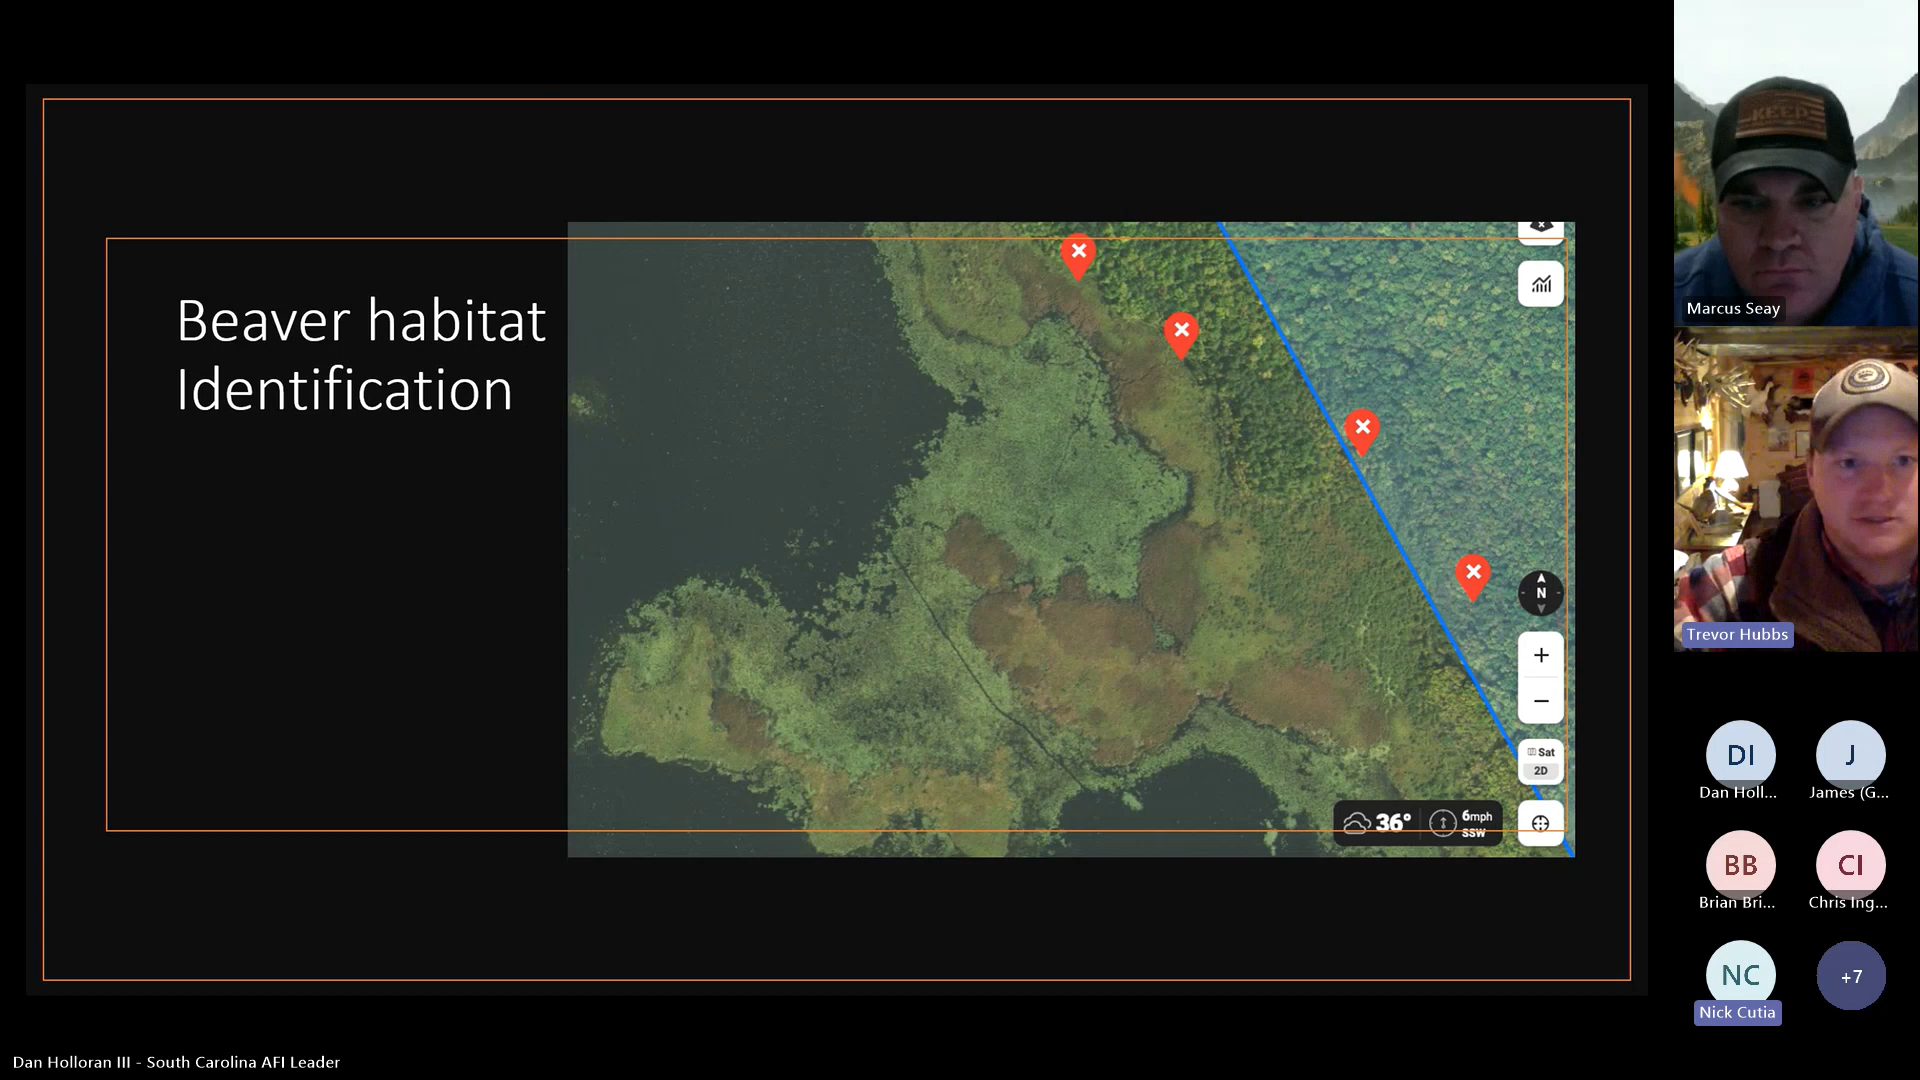 Beaver habitat
Identification
N
+
−
Sat
2D
36°
6mph
SSW
KEEP
Marcus Seay
Trevor Hubbs
DI
Dan Holl...
J
James (G...
BB
Brian Bri...
CI
Chris Ing...
NC
Nick Cutia
+7
Dan Holloran III - South Carolina AFI Leader